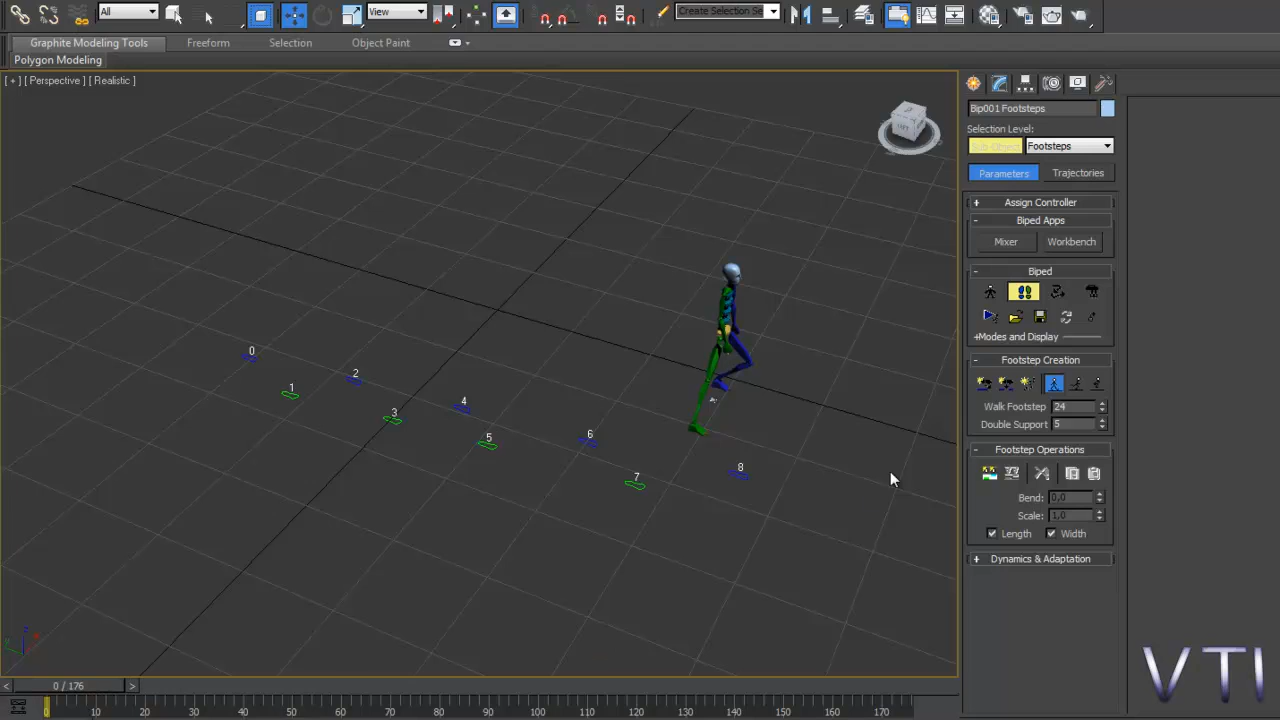 All
View
Create Selection Se
Graphite Modeling Tools
Freeform
Selection
Object Paint
Polygon Modeling
[ + ] [ Perspective ] [ Realistic ]
Bip001 Footsteps
Selection Level:
Sub-Object
Footsteps
Parameters
Trajectories
+ Assign Controller
- Biped Apps
Mixer
Workbench
- Biped
+Modes and Display
- Footstep Creation
Walk Footstep 24
Double Support 5
- Footstep Operations
Bend: 0,0
Scale: 1,0
Length
Width
+ Dynamics & Adaptation
0
1
2
3
4
5
6
7
8
VTI
< 0 / 176 >
0 10 20 30 40 50 60 70 80 90 100 110 120 130 140 150 160 170